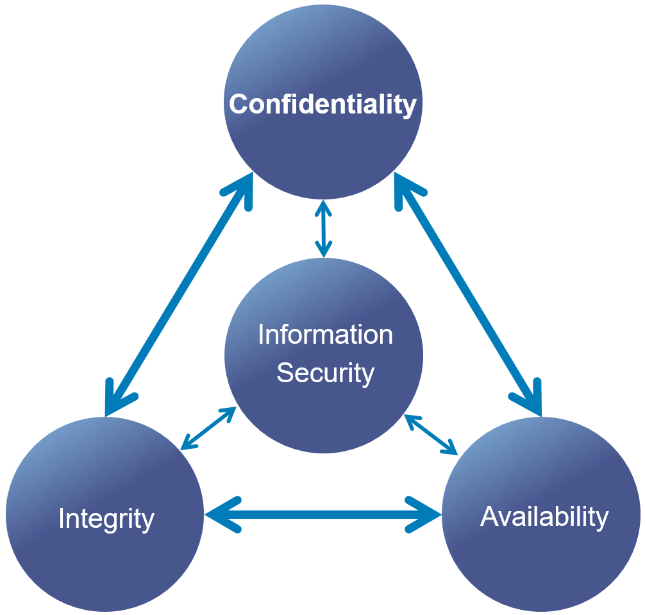 Confidentiality
Information
Security
Integrity
Availability